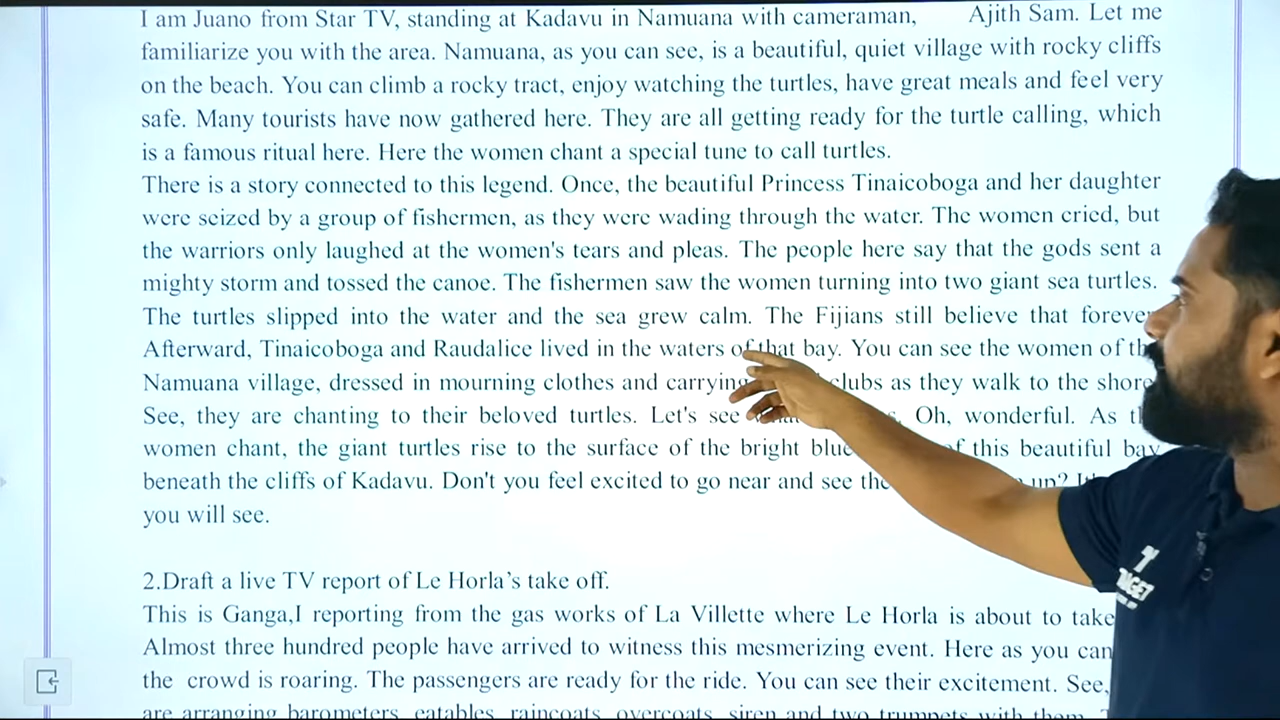 I am Juano from Star TV, standing at Kadavu in Namuana with cameraman, Ajith Sam. Let me
familiarize you with the area. Namuana, as you can see, is a beautiful, quiet village with rocky cliffs
on the beach. You can climb a rocky tract, enjoy watching the turtles, have great meals and feel very
safe. Many tourists have now gathered here. They are all getting ready for the turtle calling, which
is a famous ritual here. Here the women chant a special tune to call turtles.
There is a story connected to this legend. Once, the beautiful Princess Tinaicoboga and her daughter
were seized by a group of fishermen, as they were wading through the water. The women cried, but
the warriors only laughed at the women's tears and pleas. The people here say that the gods sent a
mighty storm and tossed the canoe. The fishermen saw the women turning into two giant sea turtles.
The turtles slipped into the water and the sea grew calm. The Fijians still believe that forever
Afterward, Tinaicoboga and Raudalice lived in the waters of that bay. You can see the women of
Namuana village, dressed in mourning clothes and carrying clubs as they walk to the shore
See, they are chanting to their beloved turtles. Let's see Oh, wonderful. As
women chant, the giant turtles rise to the surface of the bright blue of this beautiful bay
beneath the cliffs of Kadavu. Don't you feel excited to go near and see the up?
you will see.
2.Draft a live TV report of Le Horla’s take off.
This is Ganga,I reporting from the gas works of La Villette where Le Horla is about to take
Almost three hundred people have arrived to witness this mesmerizing event. Here as you can
the crowd is roaring. The passengers are ready for the ride. You can see their excitement. See,
are arranging barometers, eatables, raincoats, overcoats, siren and two trumpets with them.